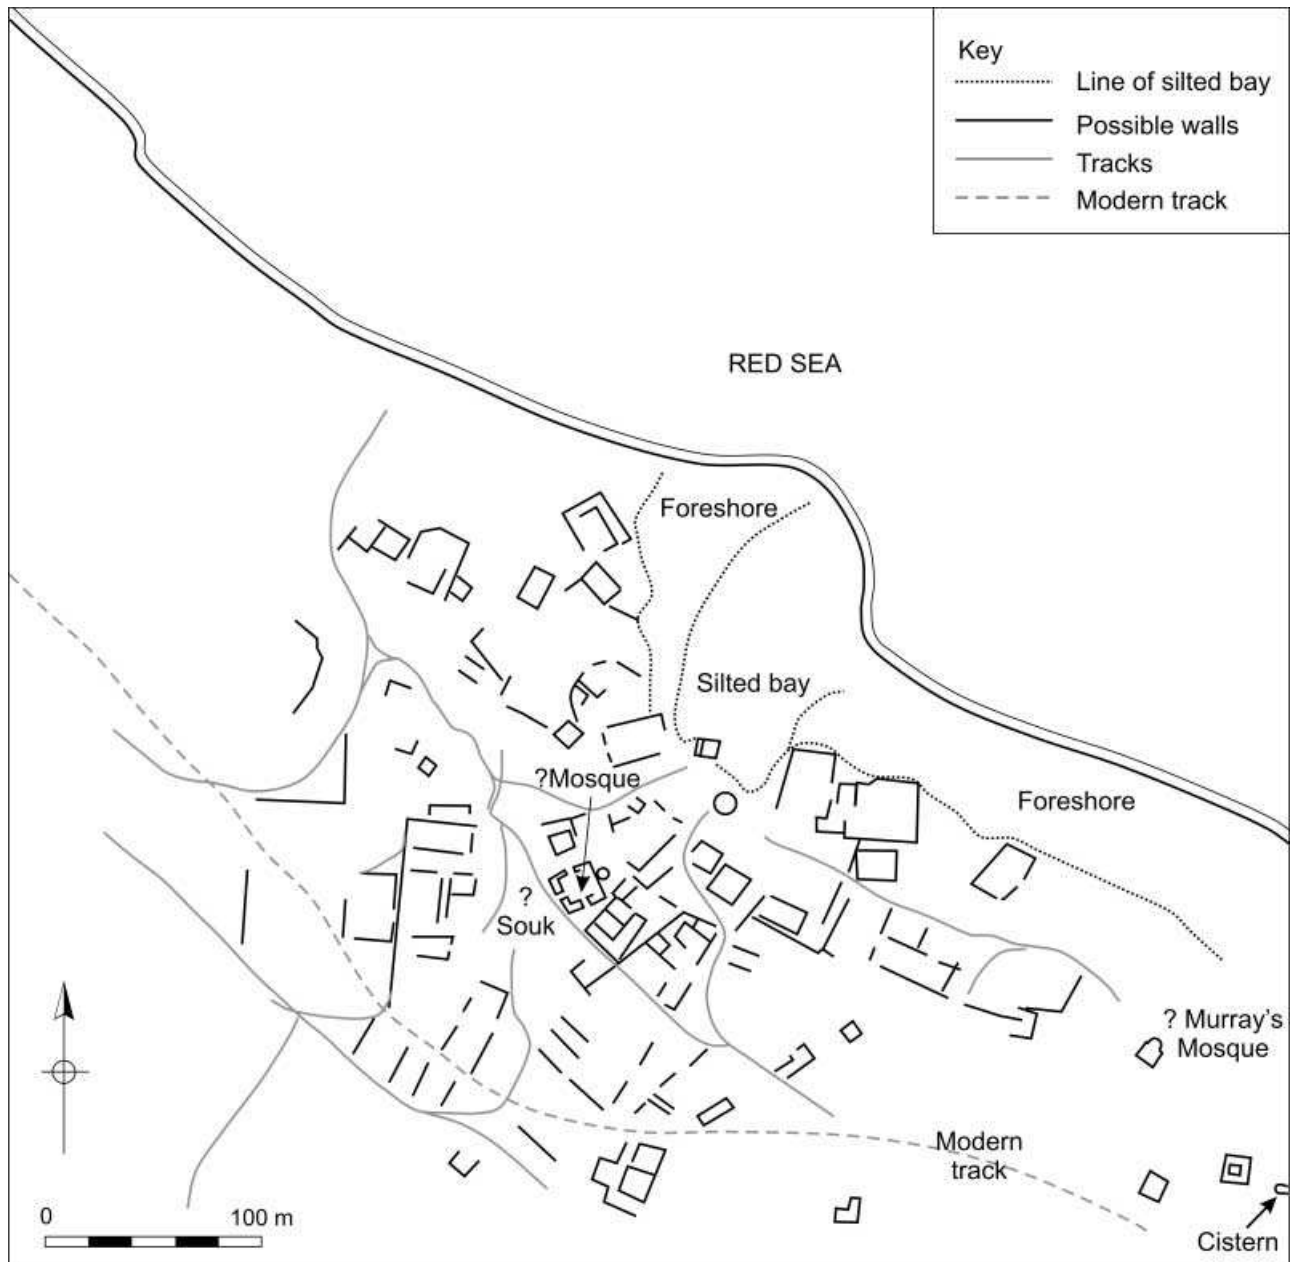 Key
Line of silted bay
Possible walls
Tracks
Modern track
RED SEA
Foreshore
Silted bay
?Mosque
Foreshore
?
Souk
? Murray's
Mosque
Modern
track
0 100 m
Cistern